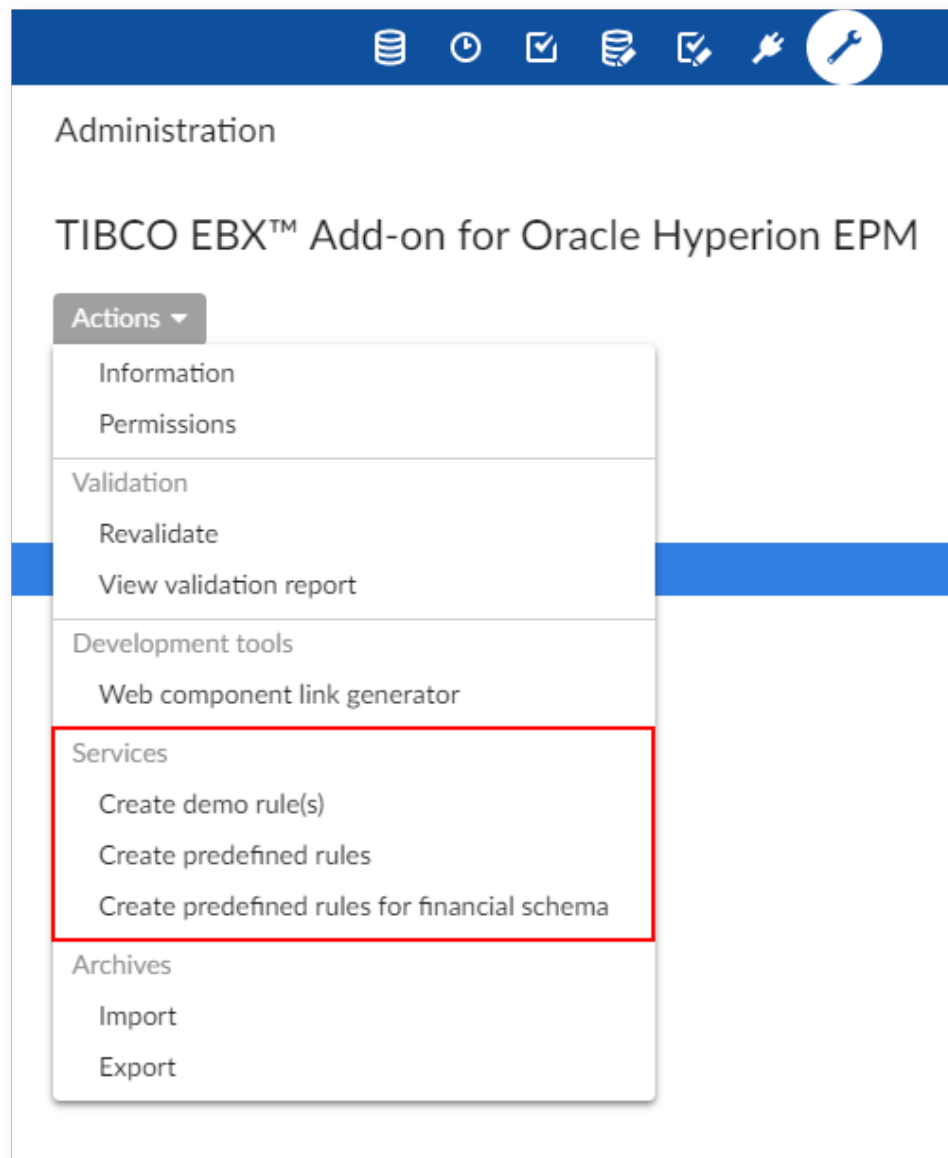 Administration
TIBCO EBX™ Add-on for Oracle Hyperion EPM
Actions
Information
Permissions
Validation
Revalidate
View validation report
Development tools
Web component link generator
Services
Create demo rule(s)
Create predefined rules
Create predefined rules for financial schema
Archives
Import
Export